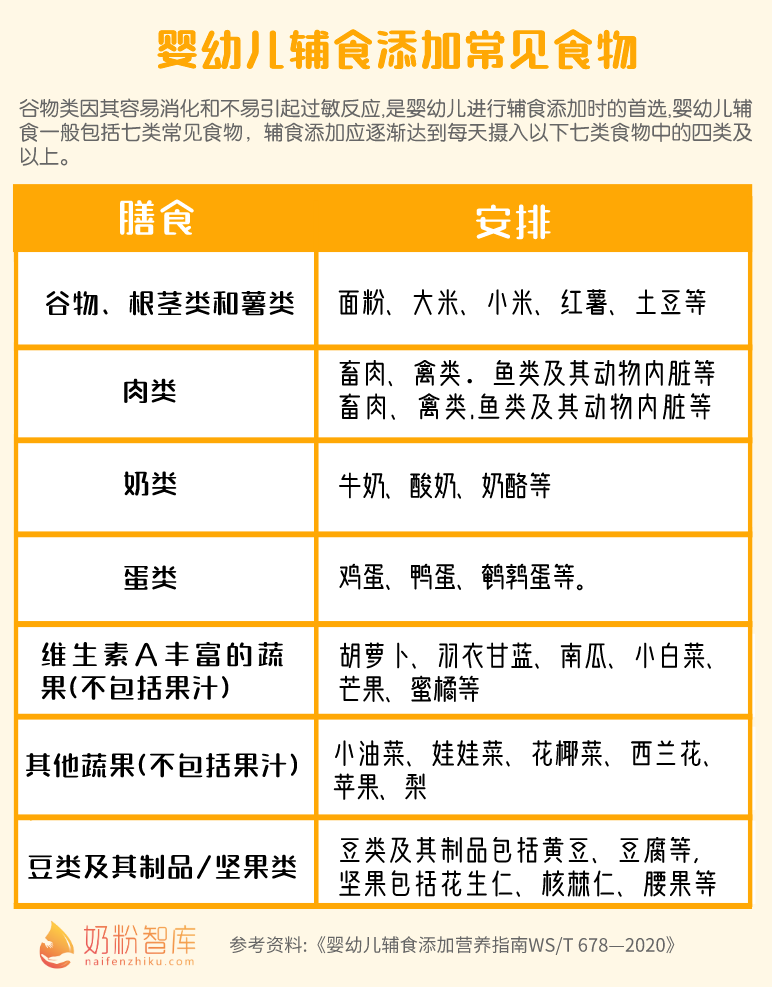 婴幼儿辅食添加常见食物
谷物类因其容易消化和不易引起过敏反应,是婴幼儿进行辅食添加时的首选,婴幼儿辅
食一般包括七类常见食物，辅食添加应逐渐达到每天摄入以下七类食物中的四类及
以上。
膳食
安排
谷物、根茎类和薯类
面粉、大米、小米、红薯、土豆等
肉类
畜肉、禽类．鱼类及其动物内脏等
畜肉、禽类,鱼类及其动物内脏等
奶类
牛奶、酸奶、奶酪等
蛋类
鸡蛋、鸭蛋、鹌鹑蛋等。
维生素A丰富的蔬
果(不包括果汁)
胡萝卜、羽衣甘蓝、南瓜、小白菜、
芒果、蜜橘等
其他蔬果(不包括果汁)
小油菜、娃娃菜、花椰菜、西兰花、
苹果、梨
豆类及其制品/坚果类
豆类及其制品包括黄豆、豆腐等,
坚果包括花生仁、核棘仁、腰果等
奶粉智库
naifenzhiku.com
参考资料:《婴幼儿辅食添加营养指南WS/T 678—2020》